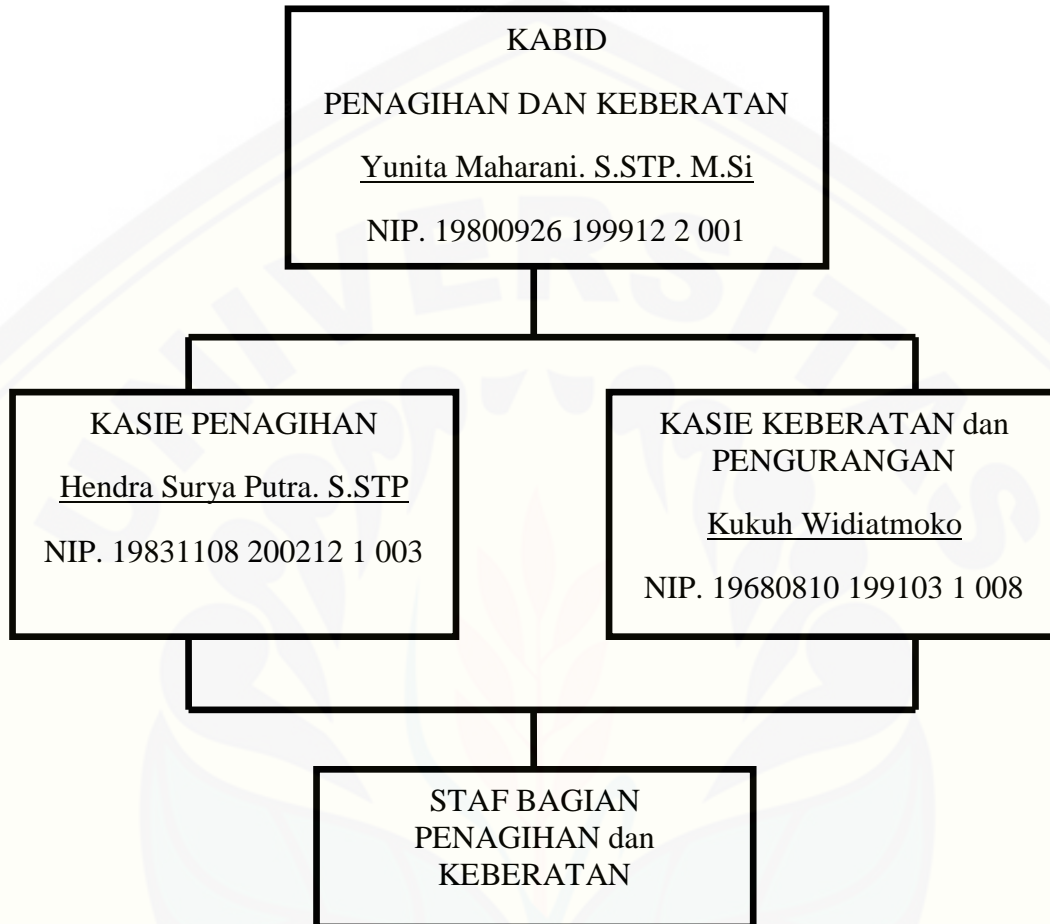 KABID
PENAGIHAN DAN KEBERATAN
Yunita Maharani. S.STP. M.Si
NIP. 19800926 199912 2 001
KASIE PENAGIHAN
Hendra Surya Putra. S.STP
NIP. 19831108 200212 1 003
KASIE KEBERATAN dan
PENGURANGAN
Kukuh Widiatmoko
NIP. 19680810 199103 1 008
STAF BAGIAN
PENAGIHAN dan
KEBERATAN
UNIVERSITAS